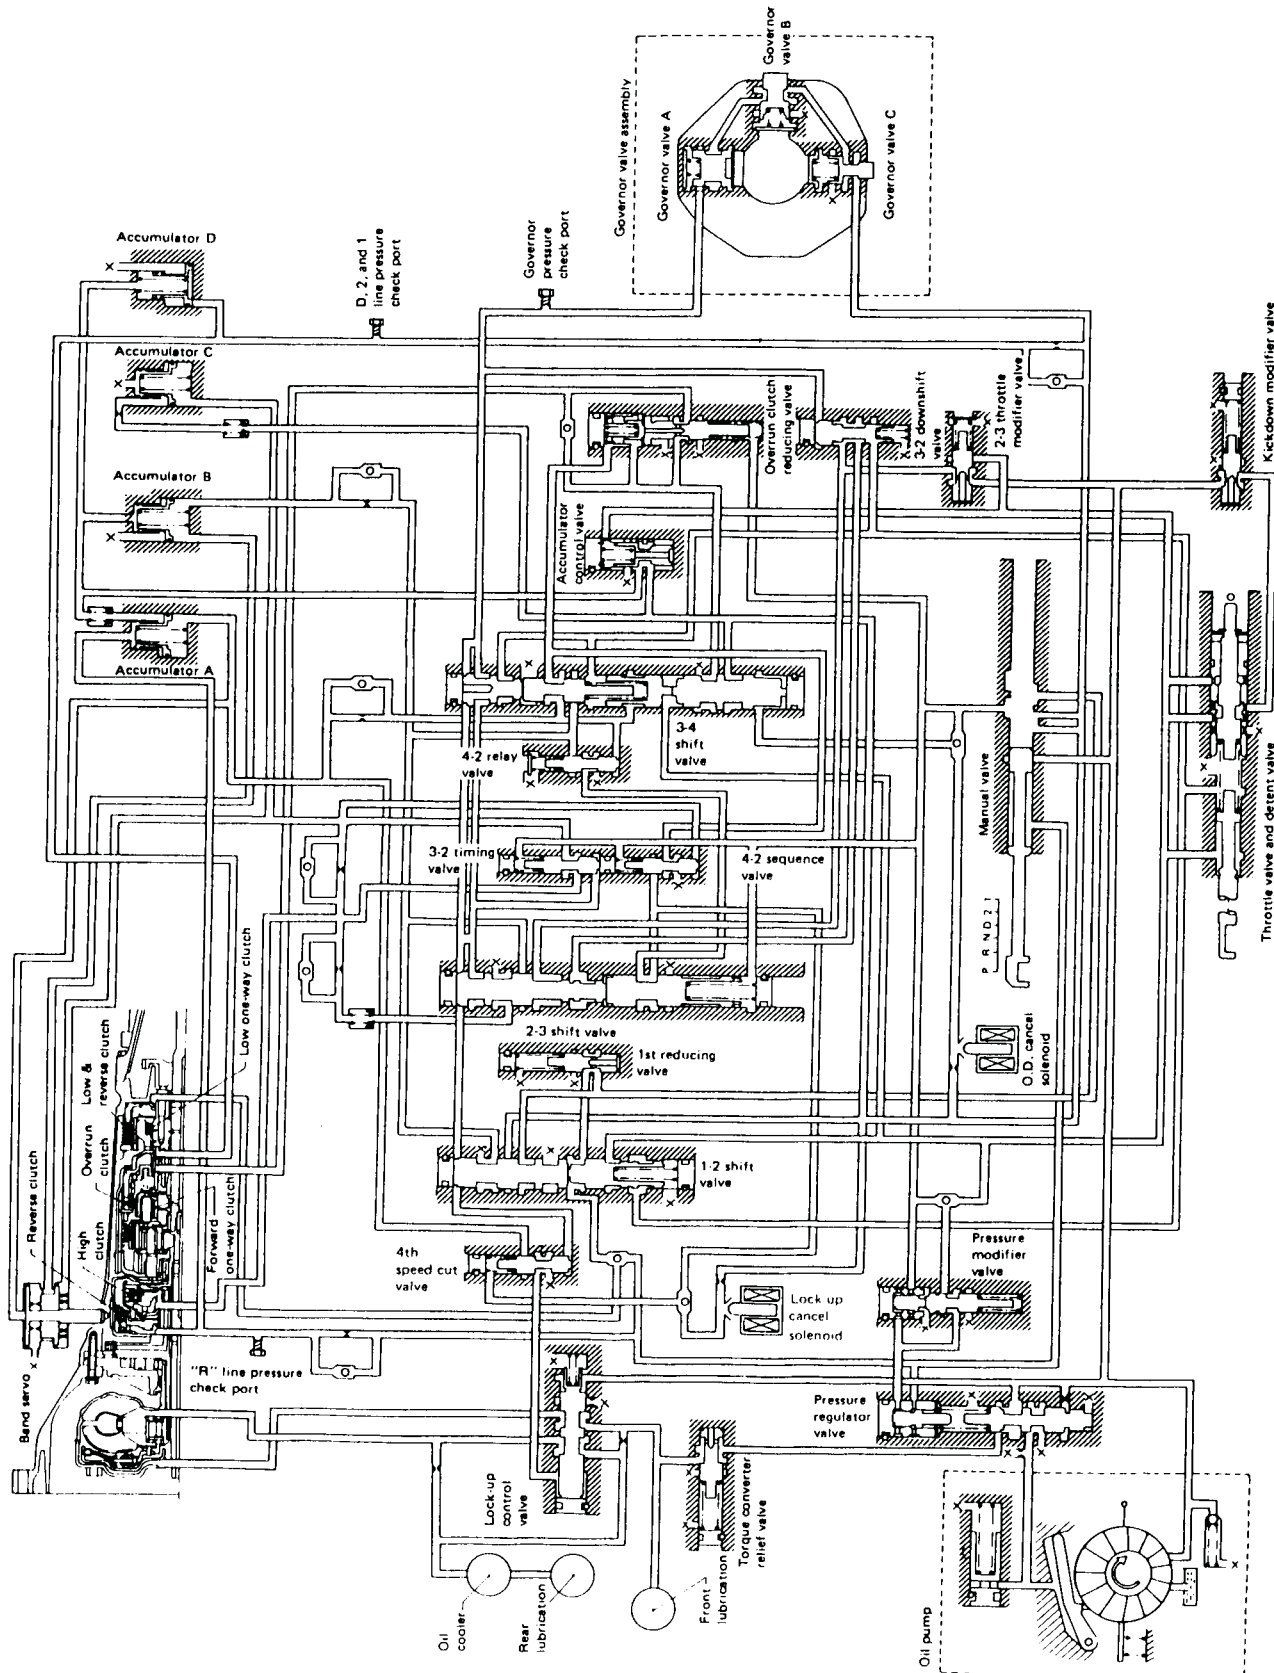 Governor
valve B
Governor valve assembly
Governor valve A
Governor valve C
Accumulator D
D, 2, and 1
line pressure
check port
Governor
pressure
check port
Accumulator C
Accumulator B
Accumulator A
Overrun clutch
reducing valve
3-2 downshift
valve
2-3 throttle
modifier valve
Kickdown modifier valve
Accumulator
control valve
4-2 relay
valve
3-4
shift
valve
Manual valve
P R N D 2 1
Throttle valve and detent valve
3-2 timing
valve
4-2 sequence
valve
2-3 shift valve
1st reducing
valve
O.D. cancel
solenoid
1-2 shift
valve
4th
speed cut
valve
Lock up
cancel
solenoid
Pressure
modifier
valve
Pressure
regulator
valve
Band servo
Reverse clutch
High
clutch
Overrun
clutch
Low &
reverse clutch
Low one-way clutch
Forward
one-way clutch
"R" line pressure
check port
Lock-up
control
valve
Torque converter
relief valve
Oil
cooler
Rear
lubrication
Front
lubrication
Oil pump